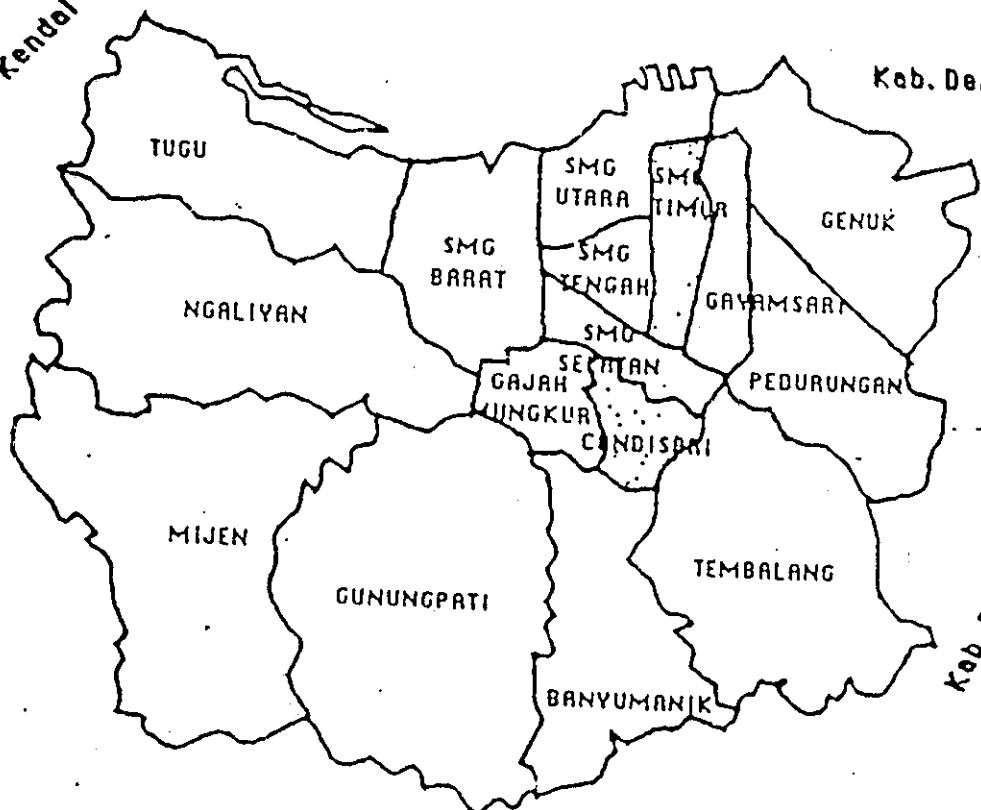 Kendal
Kab. De
TUGU
SMG
UTARA
SMG
TIMUR
GENUK
SMG
BARAT
SMG
TENGAH
NGALIYAN
GAYAMSARI
SMG
SELATAN
GAJAH
MUNGKUR
PEDURUNGAN
CANDISARI
MIJEN
TEMBALANG
GUNUNGPATI
Kab.
BANYUMANIK